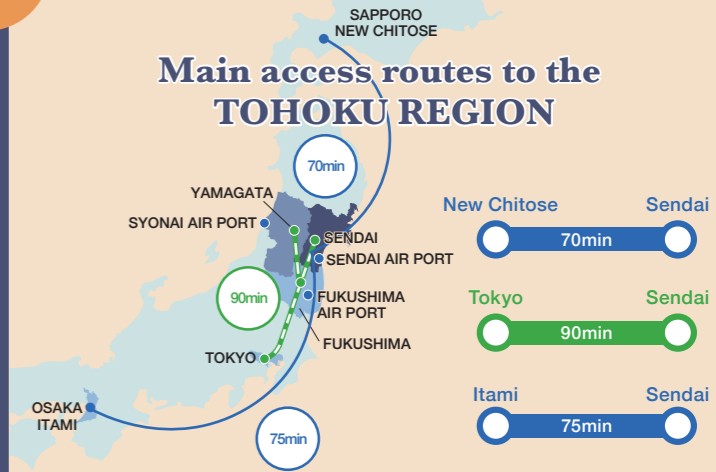 SAPPORO
NEW CHITOSE
Main access routes to the
TOHOKU REGION
70min
YAMAGATA
SYONAI AIR PORT
SENDAI
SENDAI AIR PORT
90min
FUKUSHIMA
AIR PORT
FUKUSHIMA
TOKYO
OSAKA
ITAMI
75min
New Chitose Sendai
70min
Tokyo Sendai
90min
Itami Sendai
75min